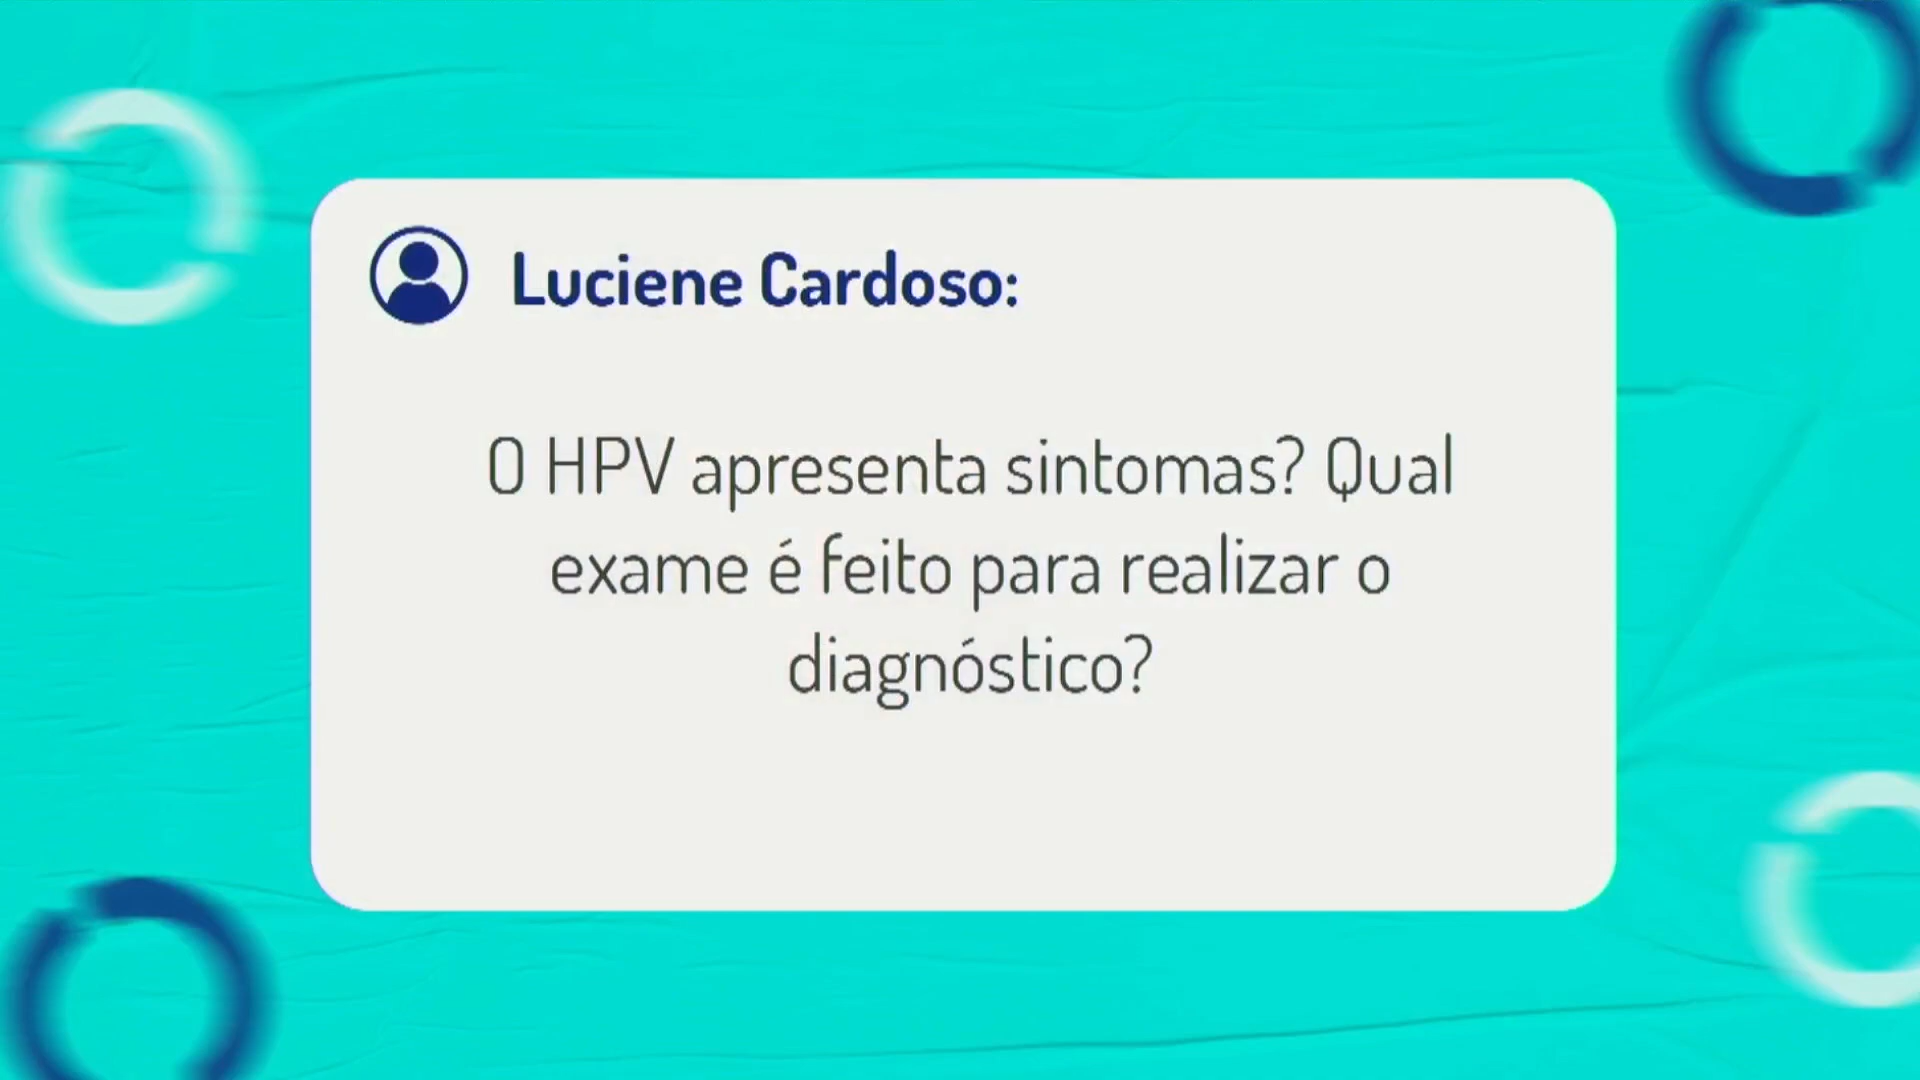 Luciene Cardoso:
O HPV apresenta sintomas? Qual
exame é feito para realizar o
diagnóstico?